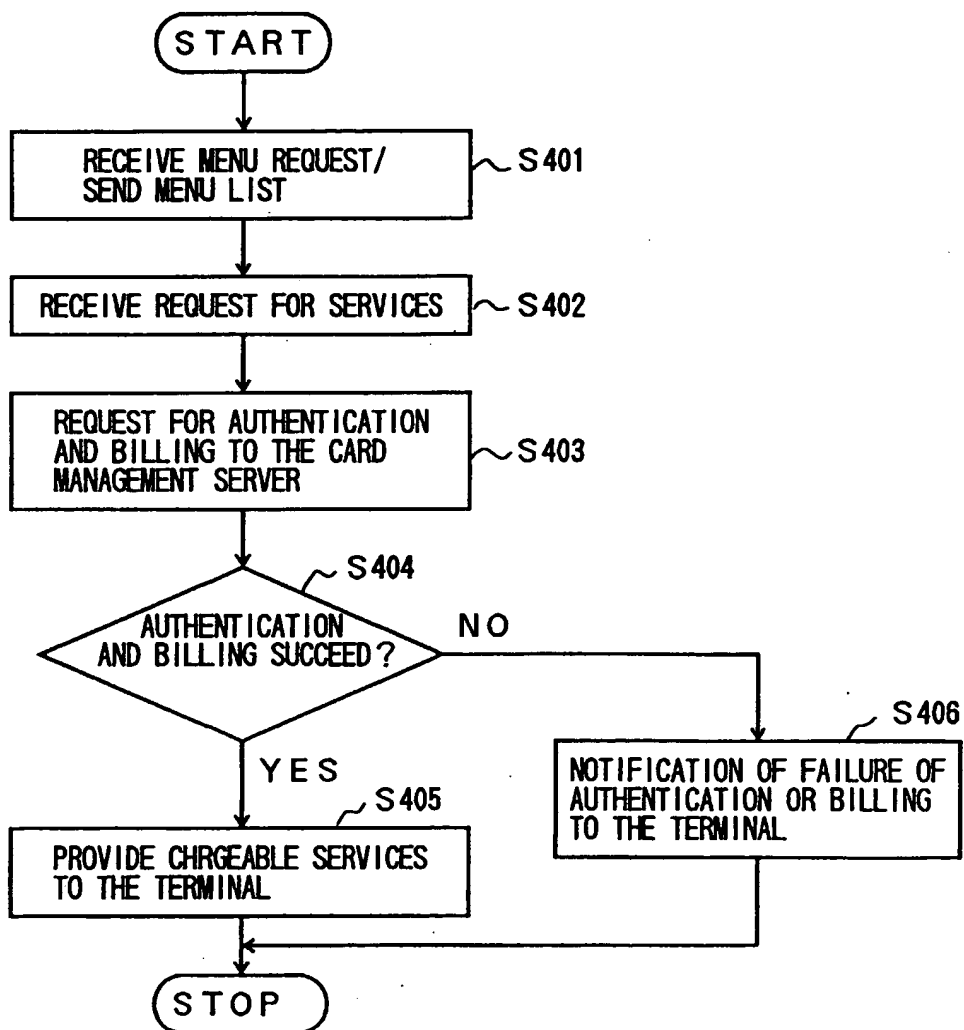 START
RECEIVE MENU REQUEST/
SEND MENU LIST
S401
RECEIVE REQUEST FOR SERVICES
S402
REQUEST FOR AUTHENTICATION
AND BILLING TO THE CARD
MANAGEMENT SERVER
S403
S404
AUTHENTICATION
AND BILLING SUCCEED?
NO
YES
S405
PROVIDE CHRGEABLE SERVICES
TO THE TERMINAL
S406
NOTIFICATION OF FAILURE OF
AUTHENTICATION OR BILLING
TO THE TERMINAL
STOP